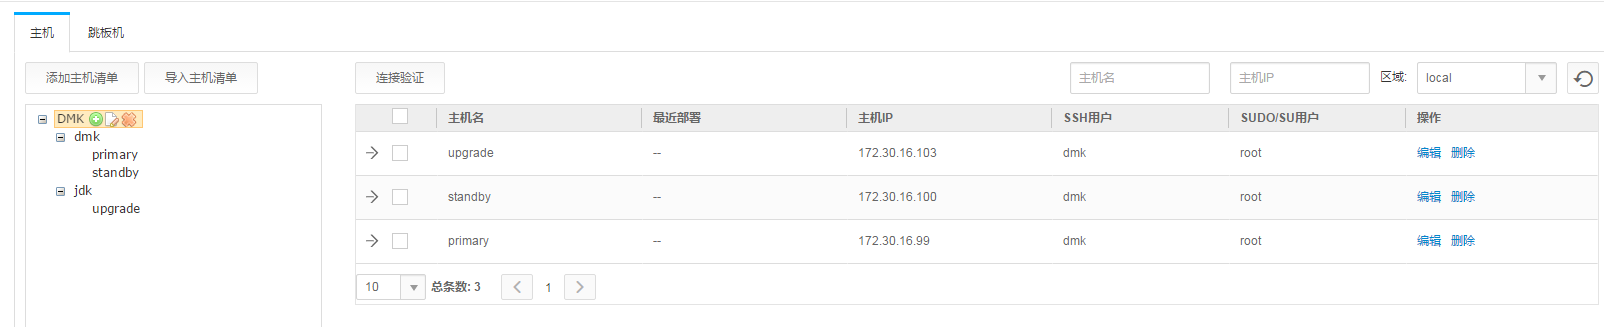 主机 跳板机
添加主机清单 导入主机清单 连接验证 主机名 主机IP 区域: local
DMK
dmk
primary
standby
jdk
upgrade
主机名 最近部署 主机IP SSH用户 SUDO/SU用户 操作
upgrade -- 172.30.16.103 dmk root 编辑 删除
standby -- 172.30.16.100 dmk root 编辑 删除
primary -- 172.30.16.99 dmk root 编辑 删除
10 总条数: 3 1